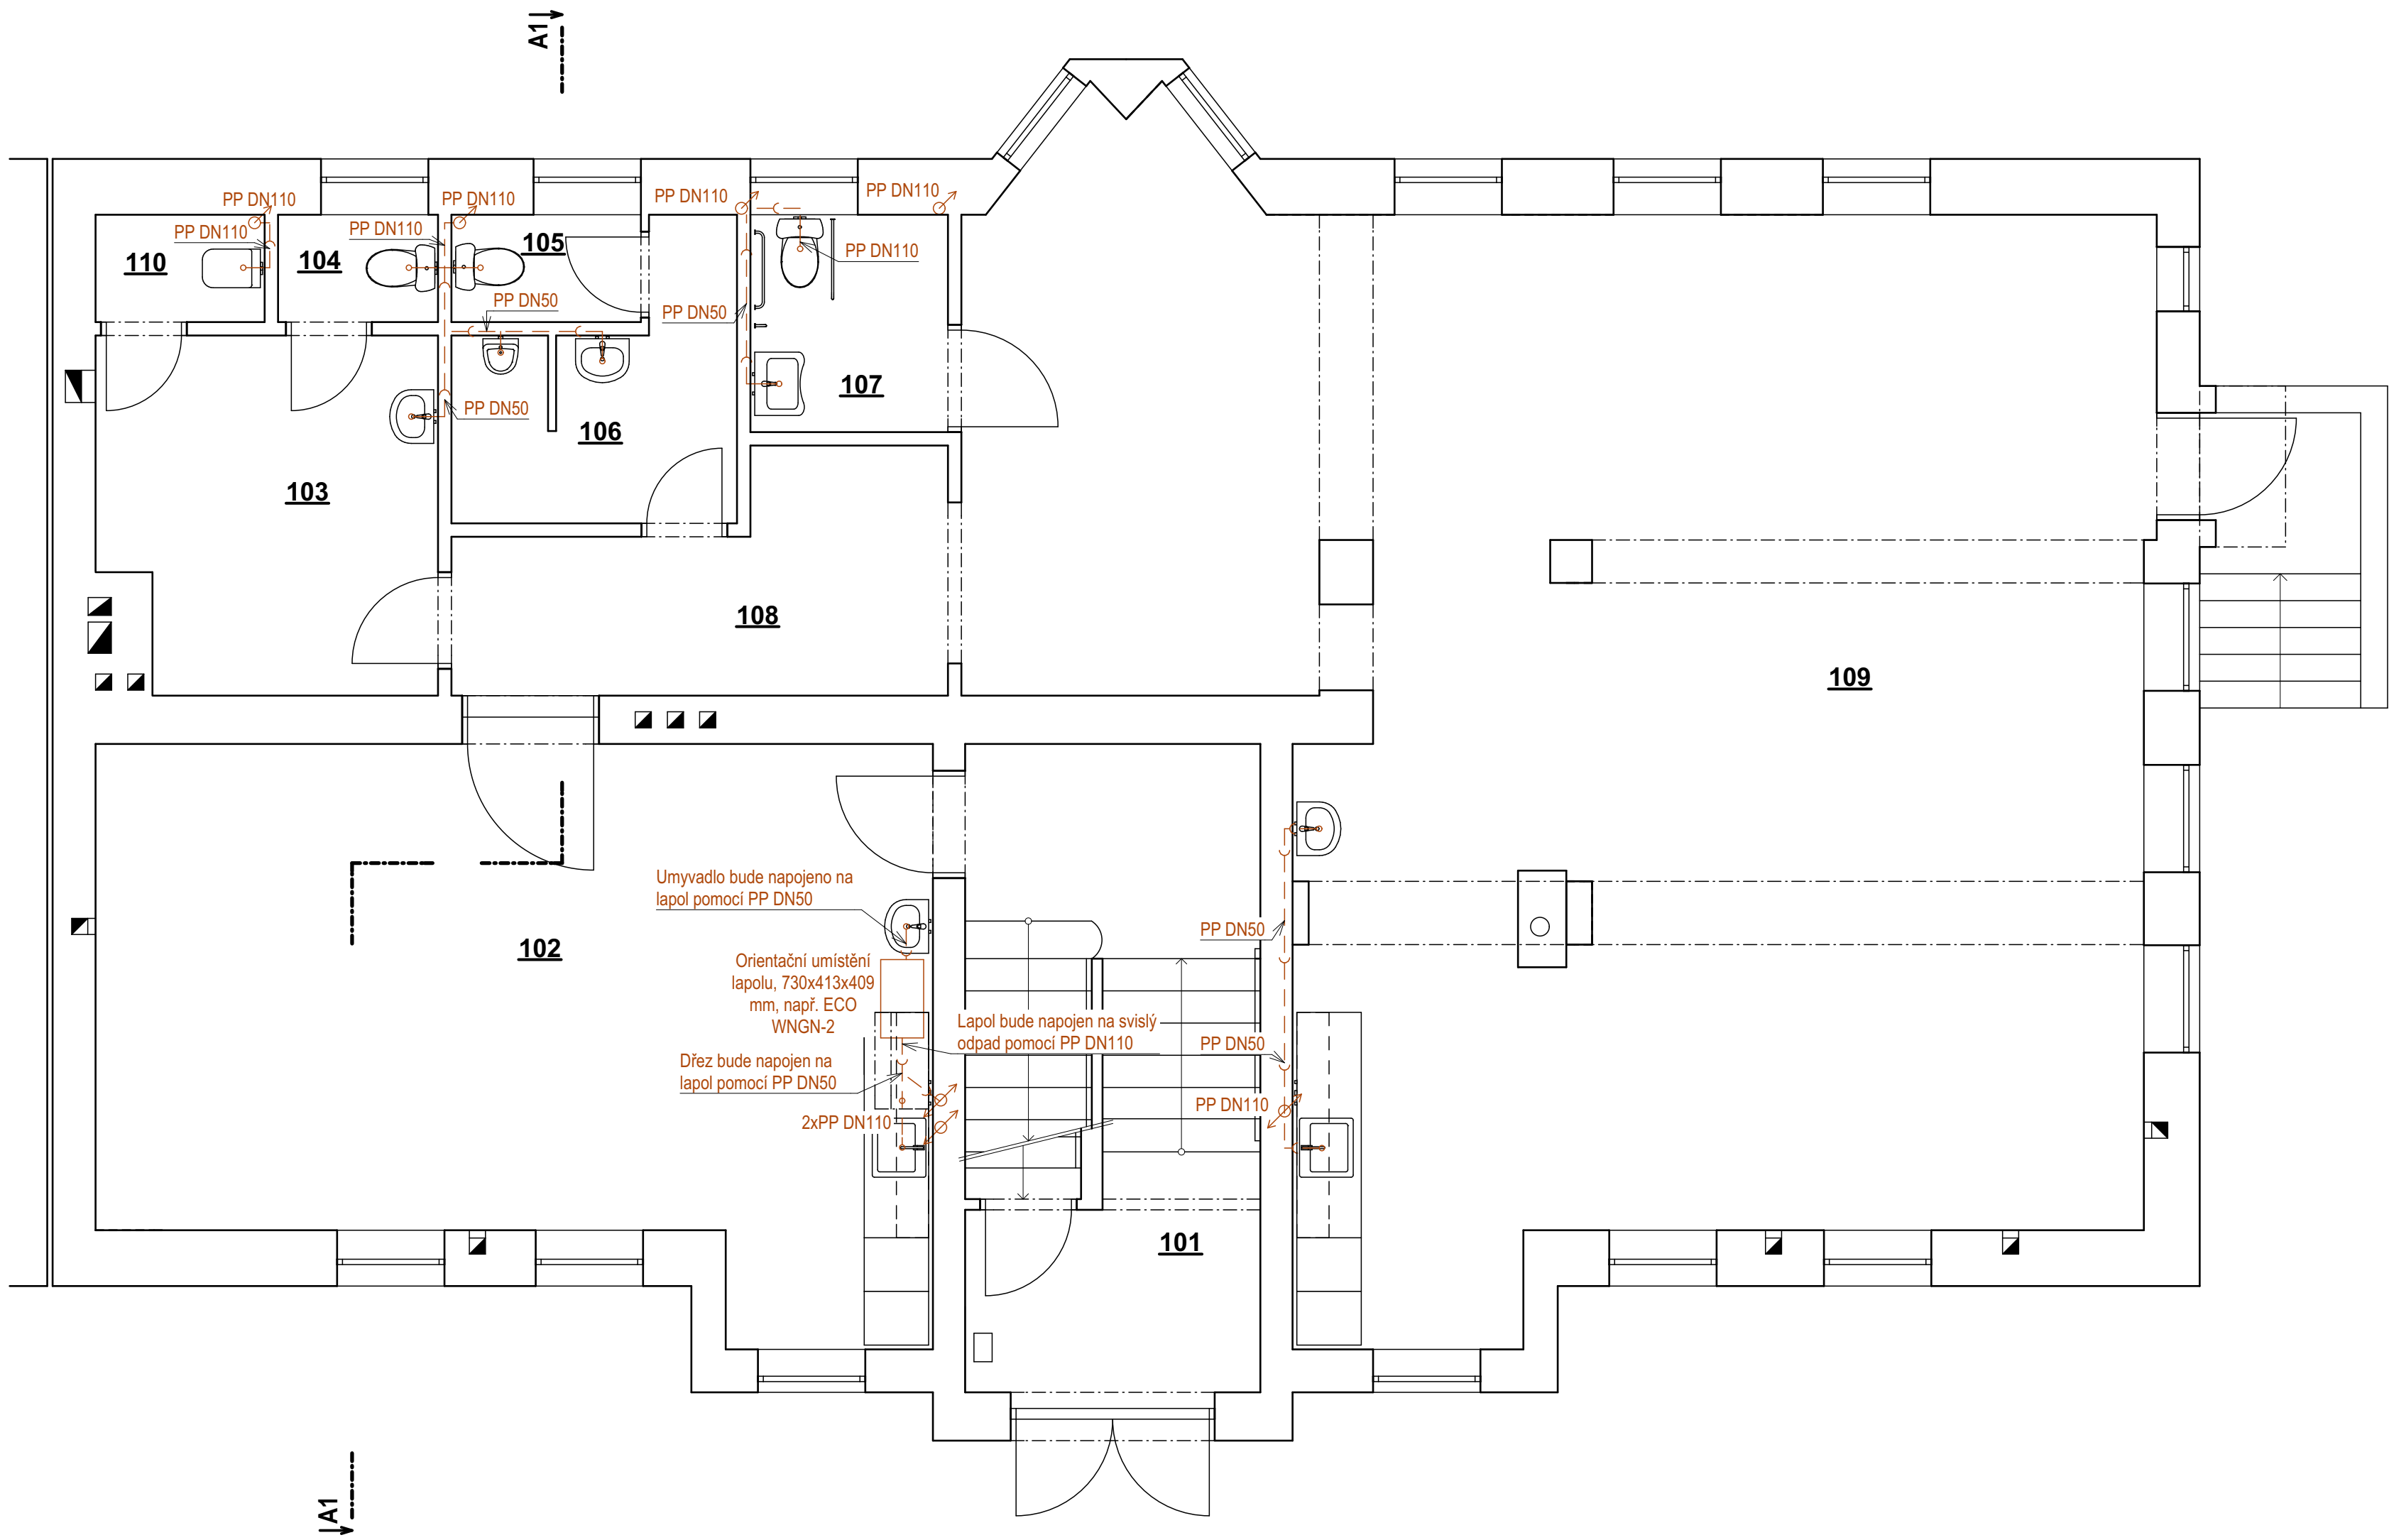 A1
PP DN110
PP DN110
PP DN110
PP DN110
PP DN110
PP DN110
110
104
105
PP DN110
PP DN50
PP DN50
107
PP DN50
106
103
108
109
Umyvadlo bude napojeno na
lapol pomocí PP DN50
102
PP DN50
Orientační umístění
lapolu, 730x413x409
mm, např. ECO
WNGN-2
Lapol bude napojen na svislý
odpad pomocí PP DN110
PP DN50
Dřez bude napojen na
lapol pomocí PP DN50
PP DN110
2xPP DN110
101
A1